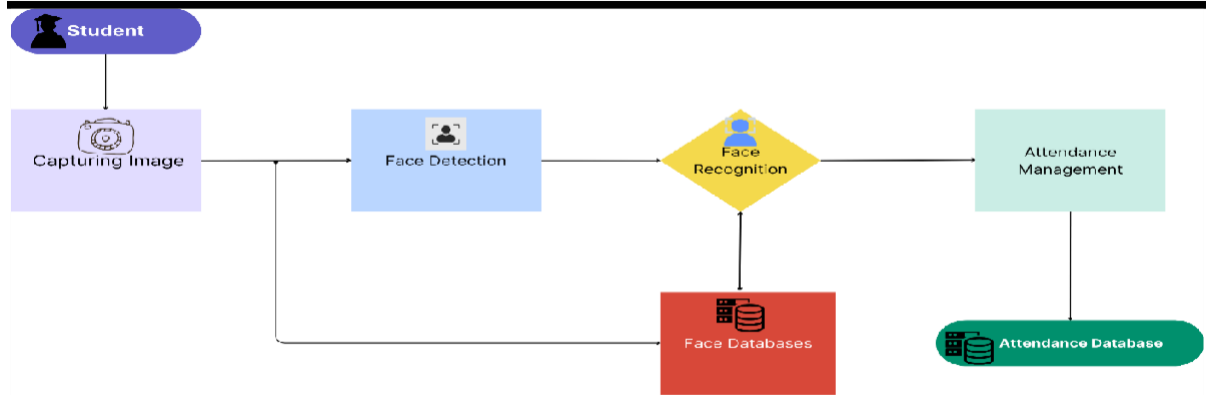 Student
Capturing Image
Face Detection
Face
Recognition
Attendance
Management
Face Databases
Attendance Database